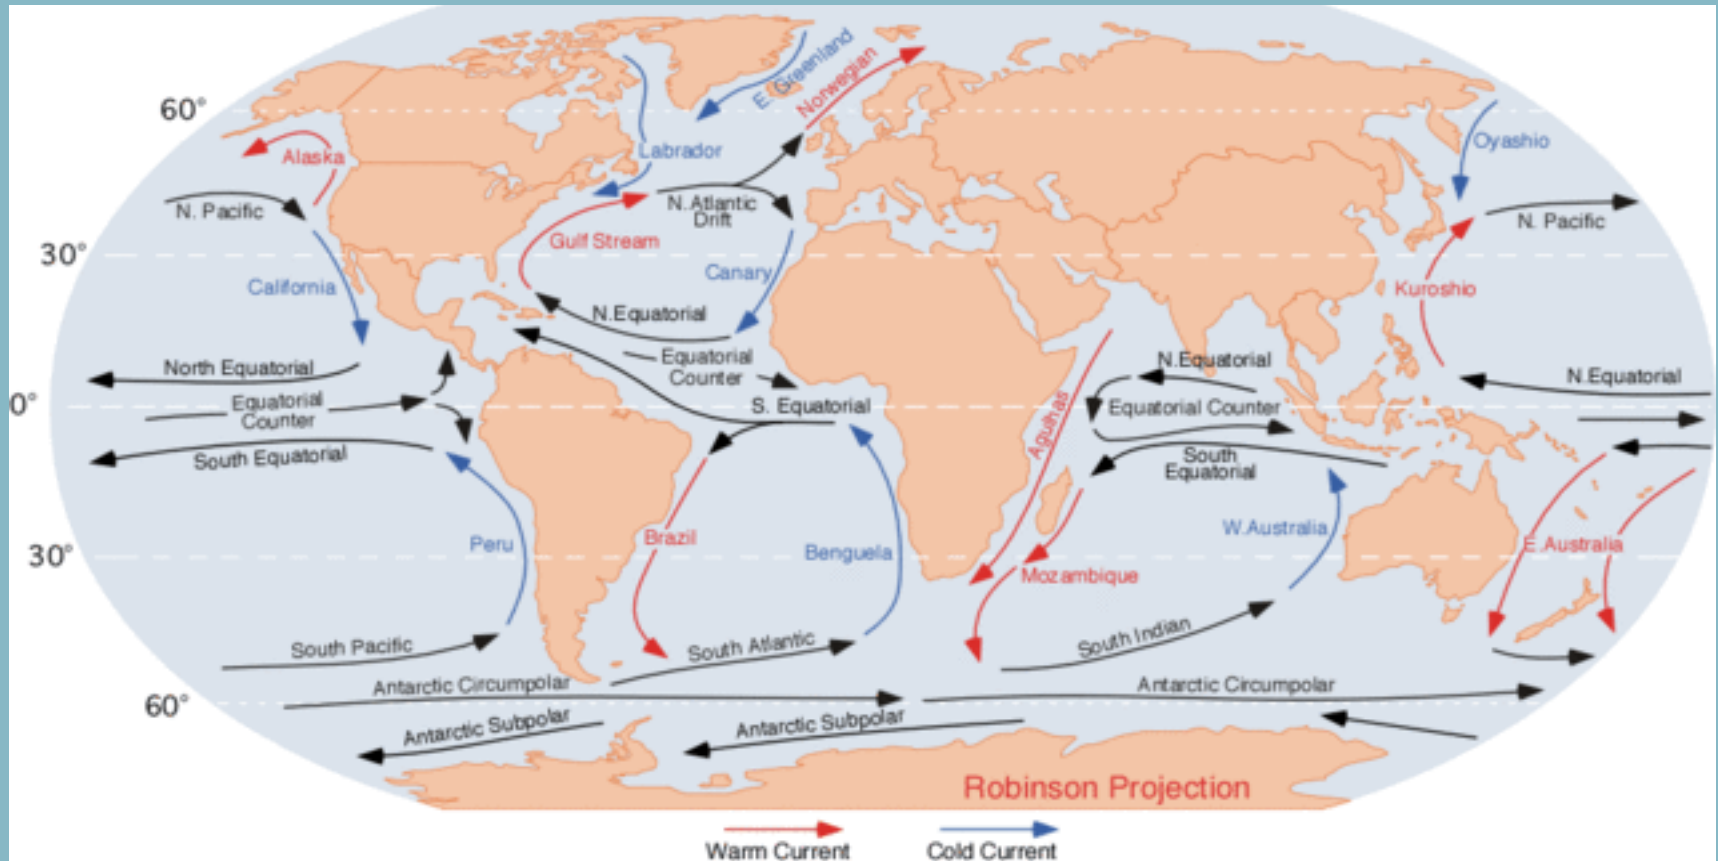 E. Greenland
Norwegian
60°
Labrador
Oyashio
Alaska
N. Pacific
N. Atlantic
Drift
N. Pacific
Gulf Stream
30°
Canary
California
Kuroshio
N.Equatorial
North Equatorial
Equatorial
Counter
N.Equatorial
N.Equatorial
0°
Equatorial
Counter
S. Equatorial
Equatorial Counter
Agulhas
South Equatorial
South
Equatorial
Peru
Brazil
Benguela
W.Australia
E.Australia
30°
Mozambique
South Pacific
South Atlantic
South Indian
Antarctic Circumpolar
Antarctic Circumpolar
60°
Antarctic Subpolar
Antarctic Subpolar
Robinson Projection
Warm Current
Cold Current